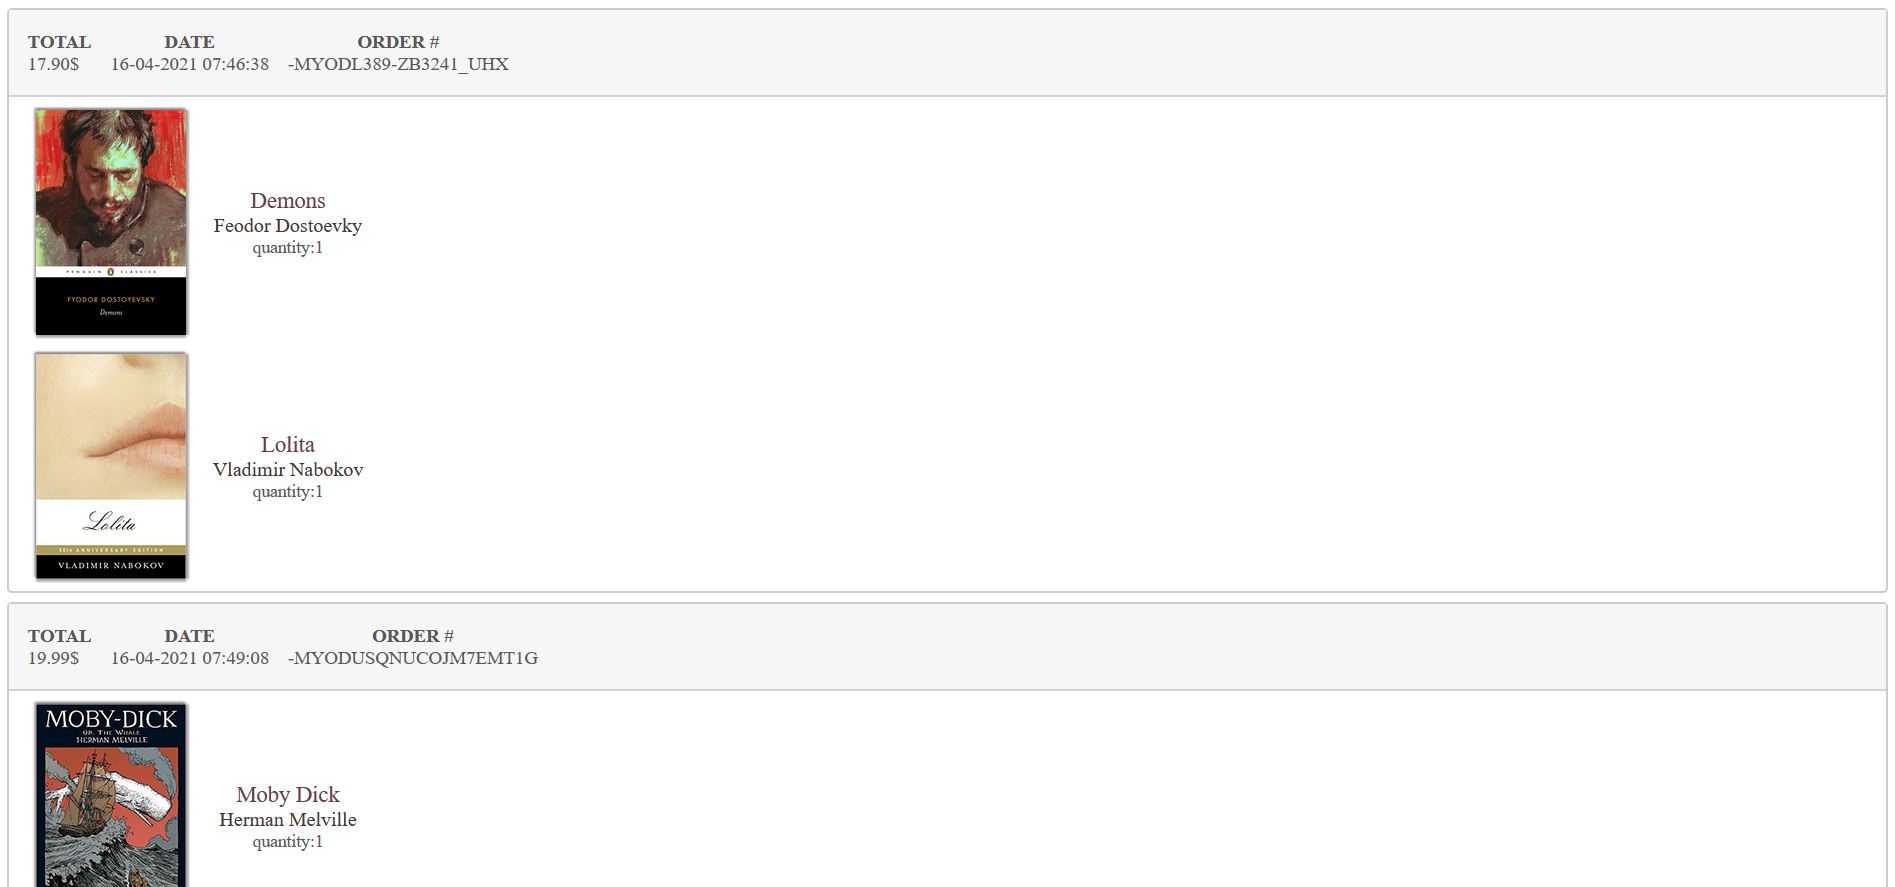 TOTAL DATE ORDER #
17.90$ 16-04-2021 07:46:38 -MYODL389-ZB3241_UHX
PENGUIN CLASSICS
FYODOR DOSTOYEVSKY
Demons
Demons
Feodor Dostoevky
quantity:1
Lolita
50th ANNIVERSARY EDITION
VLADIMIR NABOKOV
Lolita
Vladimir Nabokov
quantity:1
TOTAL DATE ORDER #
19.99$ 16-04-2021 07:49:08 -MYODUSQNUCOJM7EMT1G
MOBY-DICK
OR, THE WHALE
HERMAN MELVILLE
Moby Dick
Herman Melville
quantity:1